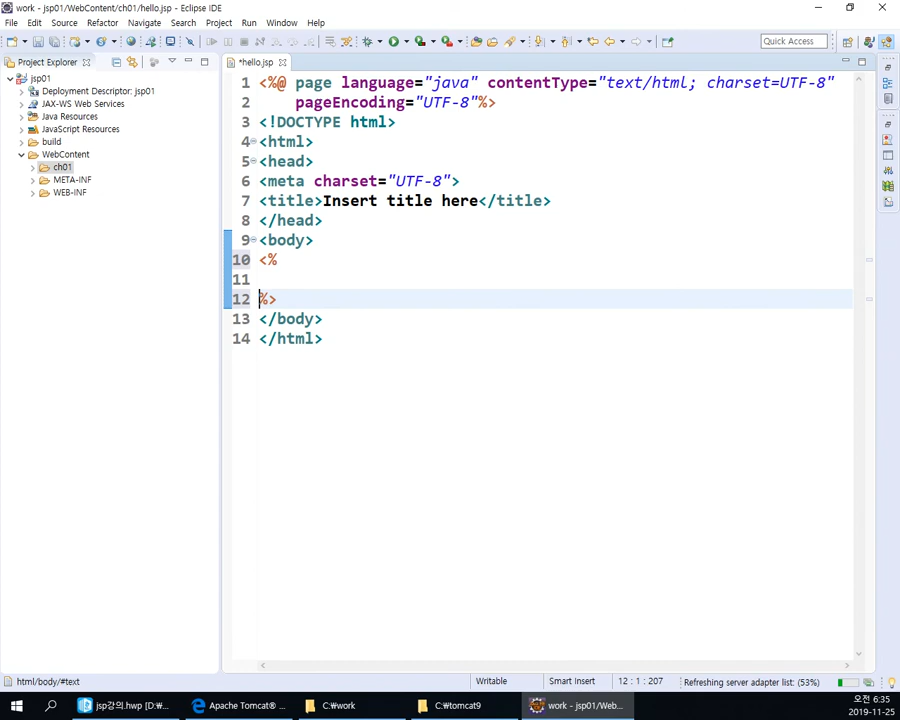 work - jsp01/WebContent/ch01/hello.jsp - Eclipse IDE
File Edit Source Refactor Navigate Search Project Run Window Help
Quick Access
Project Explorer
jsp01
Deployment Descriptor: jsp01
JAX-WS Web Services
Java Resources
JavaScript Resources
build
WebContent
ch01
META-INF
WEB-INF
*hello.jsp
1 <%@ page language="java" contentType="text/html; charset=UTF-8"
2 pageEncoding="UTF-8"%>
3 <!DOCTYPE html>
4 <html>
5 <head>
6 <meta charset="UTF-8">
7 <title>Insert title here</title>
8 </head>
9 <body>
10 <%
11
12 %>
13 </body>
14 </html>
html/body/#text
Writable
Smart Insert
12 : 1 : 207
Refreshing server adapter list: (53%)
jsp강의.hwp [D:₩...
Apache Tomcat® ...
C:₩work
C:₩tomcat9
work - jsp01/Web...
오전 6:35
2019-11-25